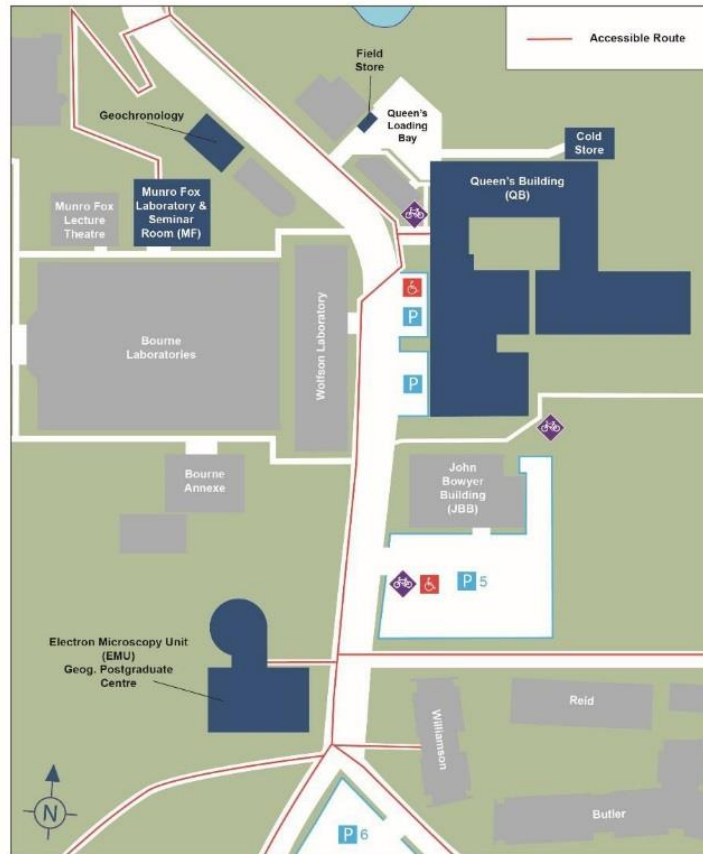 Accessible Route
Field
Store
Geochronology
Queen's
Loading
Bay
Cold
Store
Queen's Building
(QB)
Munro Fox
Lecture
Theatre
Munro Fox
Laboratory &
Seminar
Room (MF)
P
Bourne
Laboratories
Wolfson Laboratory
P
Bourne
Annexe
John
Bowyer
Building
(JBB)
P 5
Electron Microscopy Unit
(EMU)
Geog. Postgraduate
Centre
Williamson
Reid
Butler
N
P 6